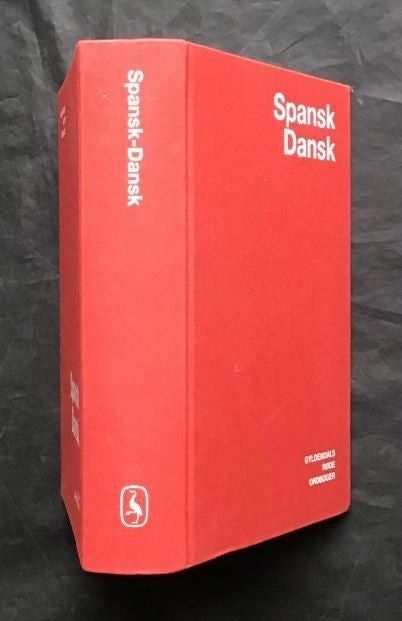 Spansk-Dansk
Spansk
Dansk
GYLDENDALS
RØDE
ORDBØGER